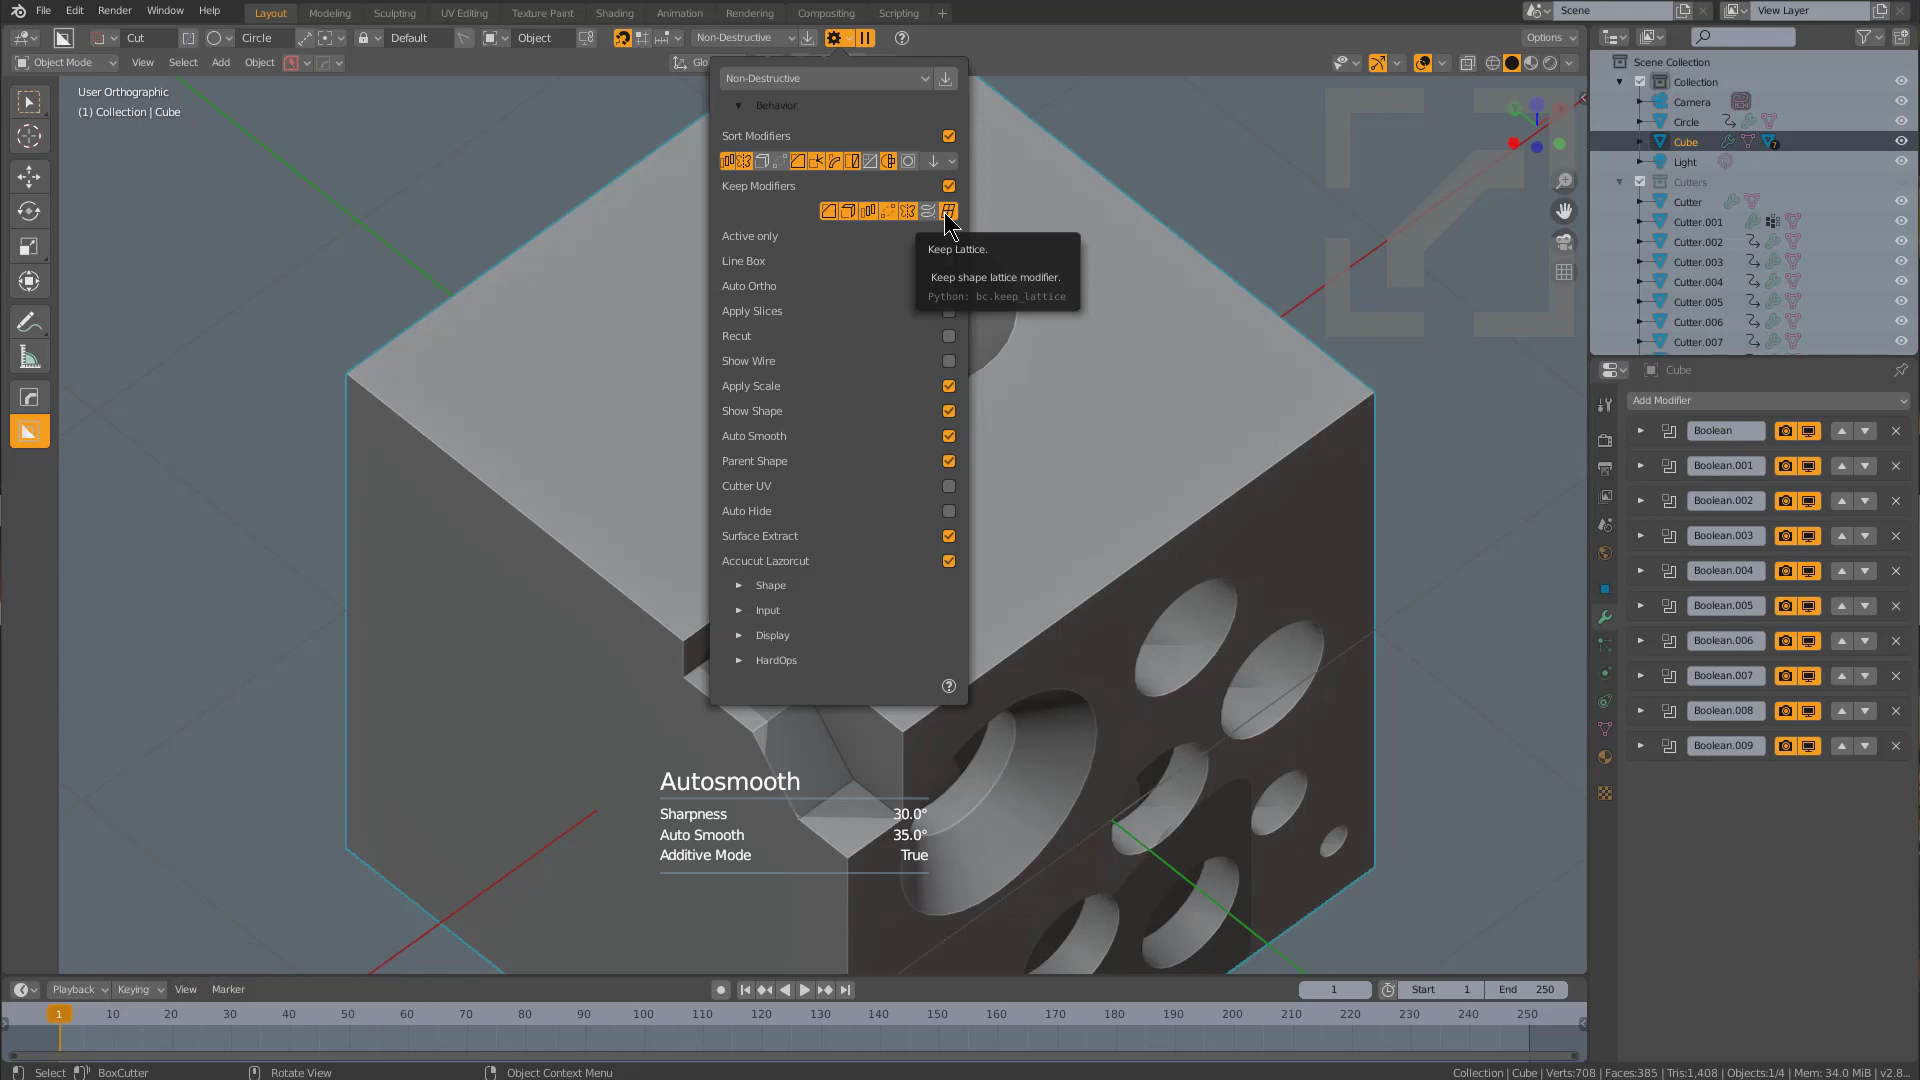 File Edit Render Window Help Layout Modeling Sculpting UV Editing Texture Paint Shading Animation Rendering Compositing Scripting + Scene View Layer
Cut Circle Default Object Non-Destructive Options
Object Mode View Select Add Object Glo
User Orthographic
(1) Collection | Cube
Non-Destructive
Behavior
Sort Modifiers
Keep Modifiers
Active only
Line Box
Auto Ortho
Apply Slices
Recut
Show Wire
Apply Scale
Show Shape
Auto Smooth
Parent Shape
Cutter UV
Auto Hide
Surface Extract
Accucut Lazorcut
Shape
Input
Display
HardOps
Keep Lattice.
Keep shape lattice modifier.
Python: bc.keep_lattice
Autosmooth
Sharpness 30.0°
Auto Smooth 35.0°
Additive Mode True
Scene Collection
Collection
Camera
Circle
Cube 7
Light
Cutters
Cutter
Cutter.001
Cutter.002
Cutter.003
Cutter.004
Cutter.005
Cutter.006
Cutter.007
Cube
Add Modifier
Boolean
Boolean.001
Boolean.002
Boolean.003
Boolean.004
Boolean.005
Boolean.006
Boolean.007
Boolean.008
Boolean.009
Playback Keying View Marker 1 Start 1 End 250
1 10 20 30 40 50 60 70 80 90 100 110 120 130 140 150 160 170 180 190 200 210 220 230 240 250
Select BoxCutter Rotate View Object Context Menu Collection | Cube | Verts:708 | Faces:385 | Tris:1,408 | Objects:1/4 | Mem: 34.0 MiB | v2.8...